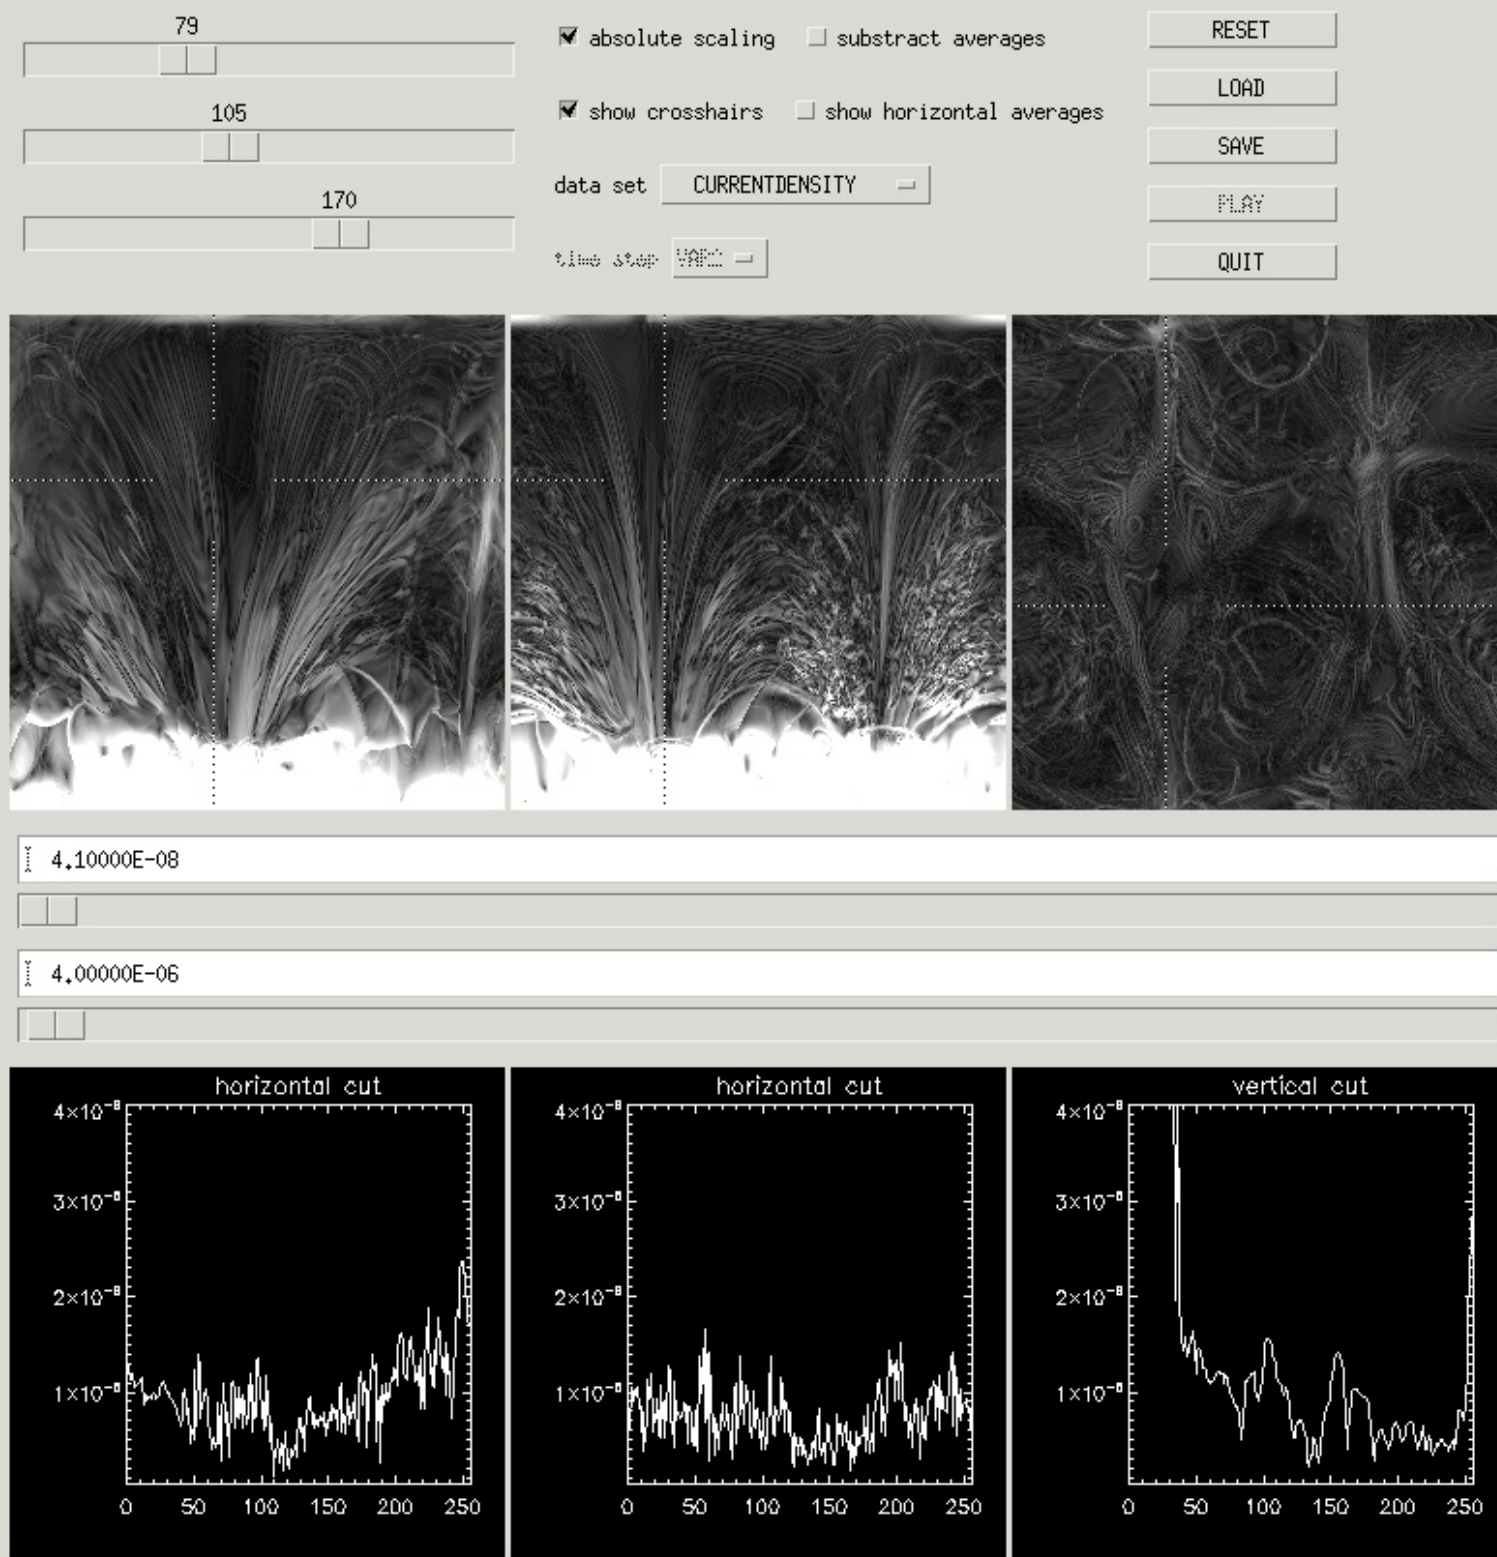 79
absolute scaling
substract averages
RESET
105
show crosshairs
show horizontal averages
LOAD
170
data set CURRENTDENSITY
SAVE
PLAY
time step
QUIT
4.10000E-08
4.00000E-06
horizontal cut
4×10⁻⁸
3×10⁻⁸
2×10⁻⁸
1×10⁻⁸
0 50 100 150 200 250
horizontal cut
4×10⁻⁸
3×10⁻⁸
2×10⁻⁸
1×10⁻⁸
0 50 100 150 200 250
vertical cut
4×10⁻⁸
3×10⁻⁸
2×10⁻⁸
1×10⁻⁸
0 50 100 150 200 250